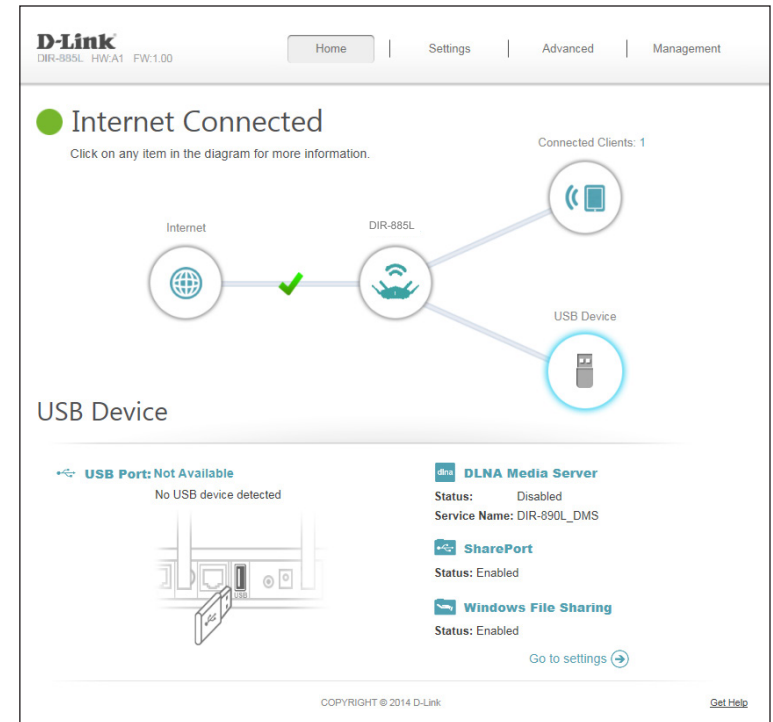 D-Link
DIR-885L HW:A1 FW:1.00
Home
Settings
Advanced
Management
Internet Connected
Click on any item in the diagram for more information.
Connected Clients: 1
Internet
DIR-885L
USB Device
USB Device
USB Port: Not Available
No USB device detected
USB
dlna DLNA Media Server
Status: Disabled
Service Name: DIR-890L_DMS
SharePort
Status: Enabled
Windows File Sharing
Status: Enabled
Go to settings
COPYRIGHT © 2014 D-Link
Get Help